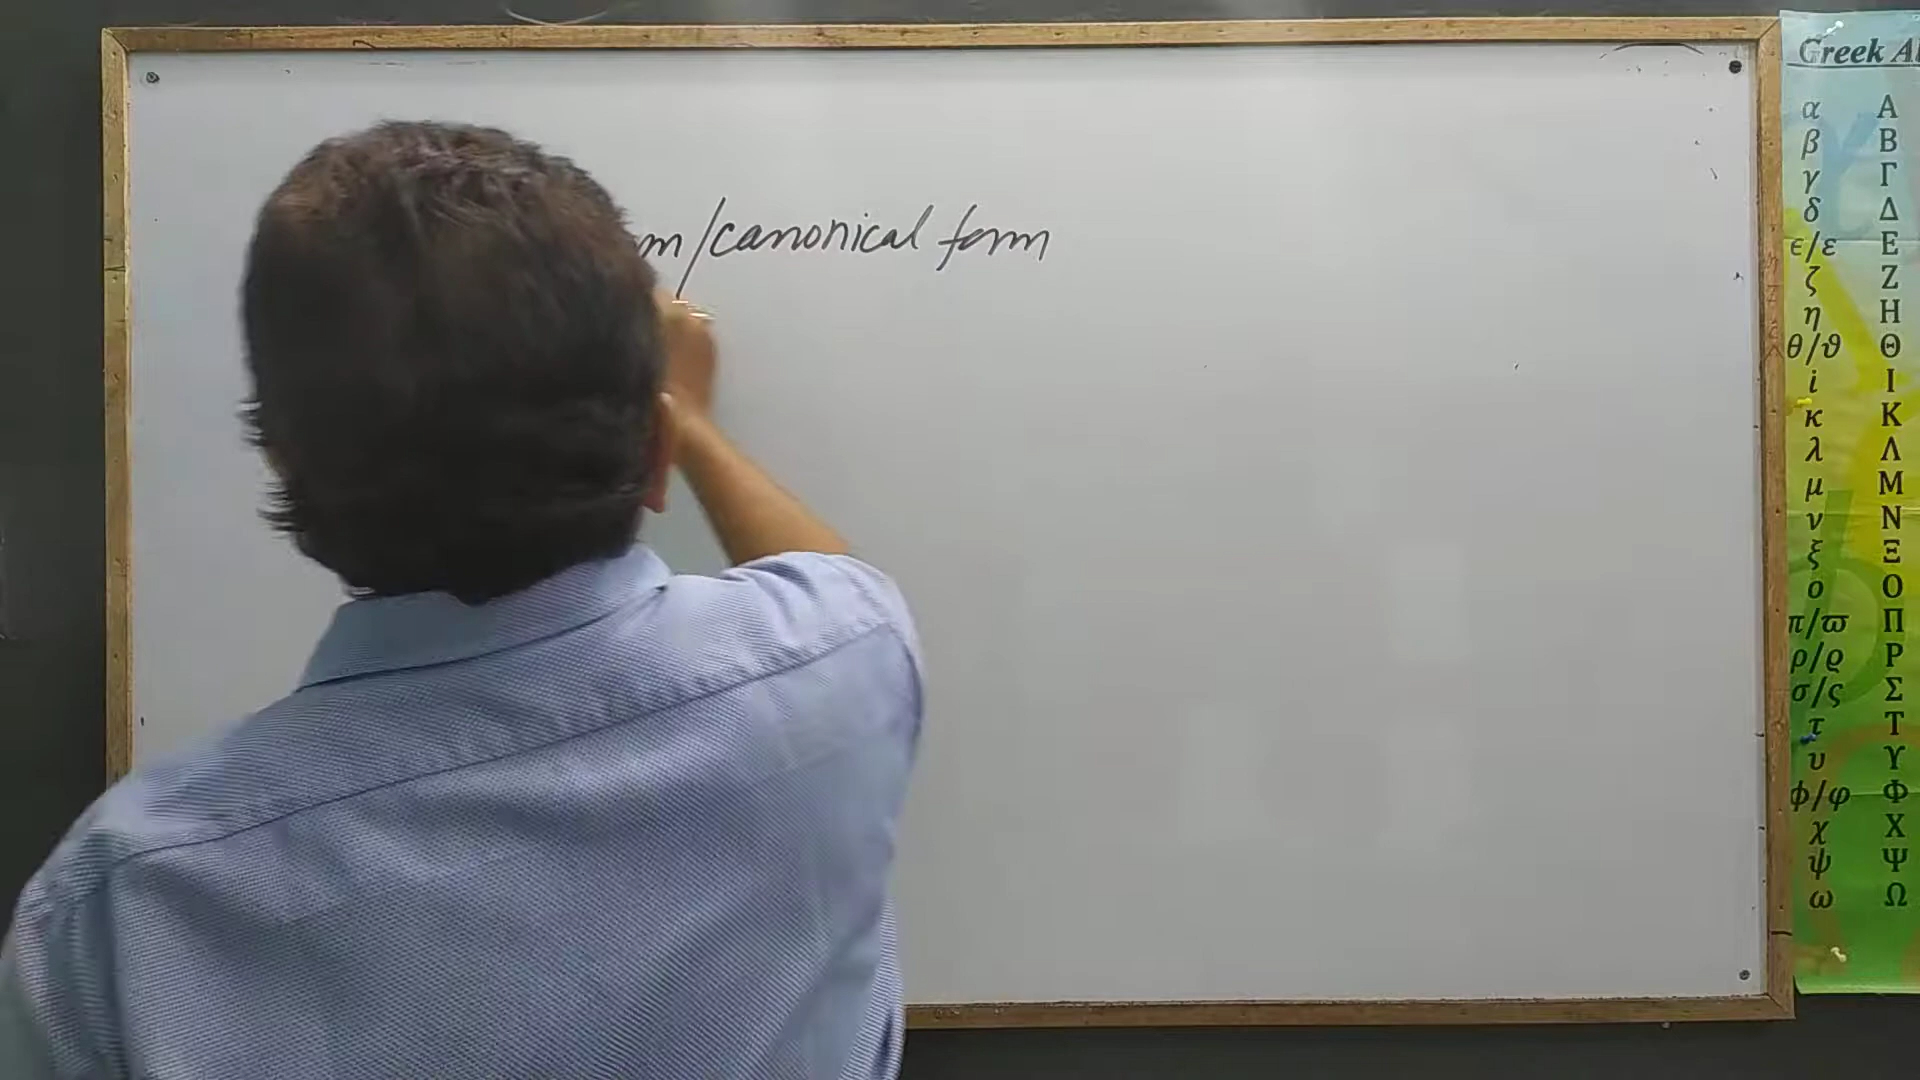 m/canonical form
Greek Al
α Α
β Β
γ Γ
δ Δ
ϵ/ε Ε
ζ Ζ
η Η
θ/ϑ Θ
i Ι
κ Κ
λ Λ
μ Μ
ν Ν
ξ Ξ
ο Ο
π/ϖ Π
ρ/ϱ Ρ
σ/ς Σ
τ Τ
υ Υ
ϕ/φ Φ
χ Χ
ψ Ψ
ω Ω